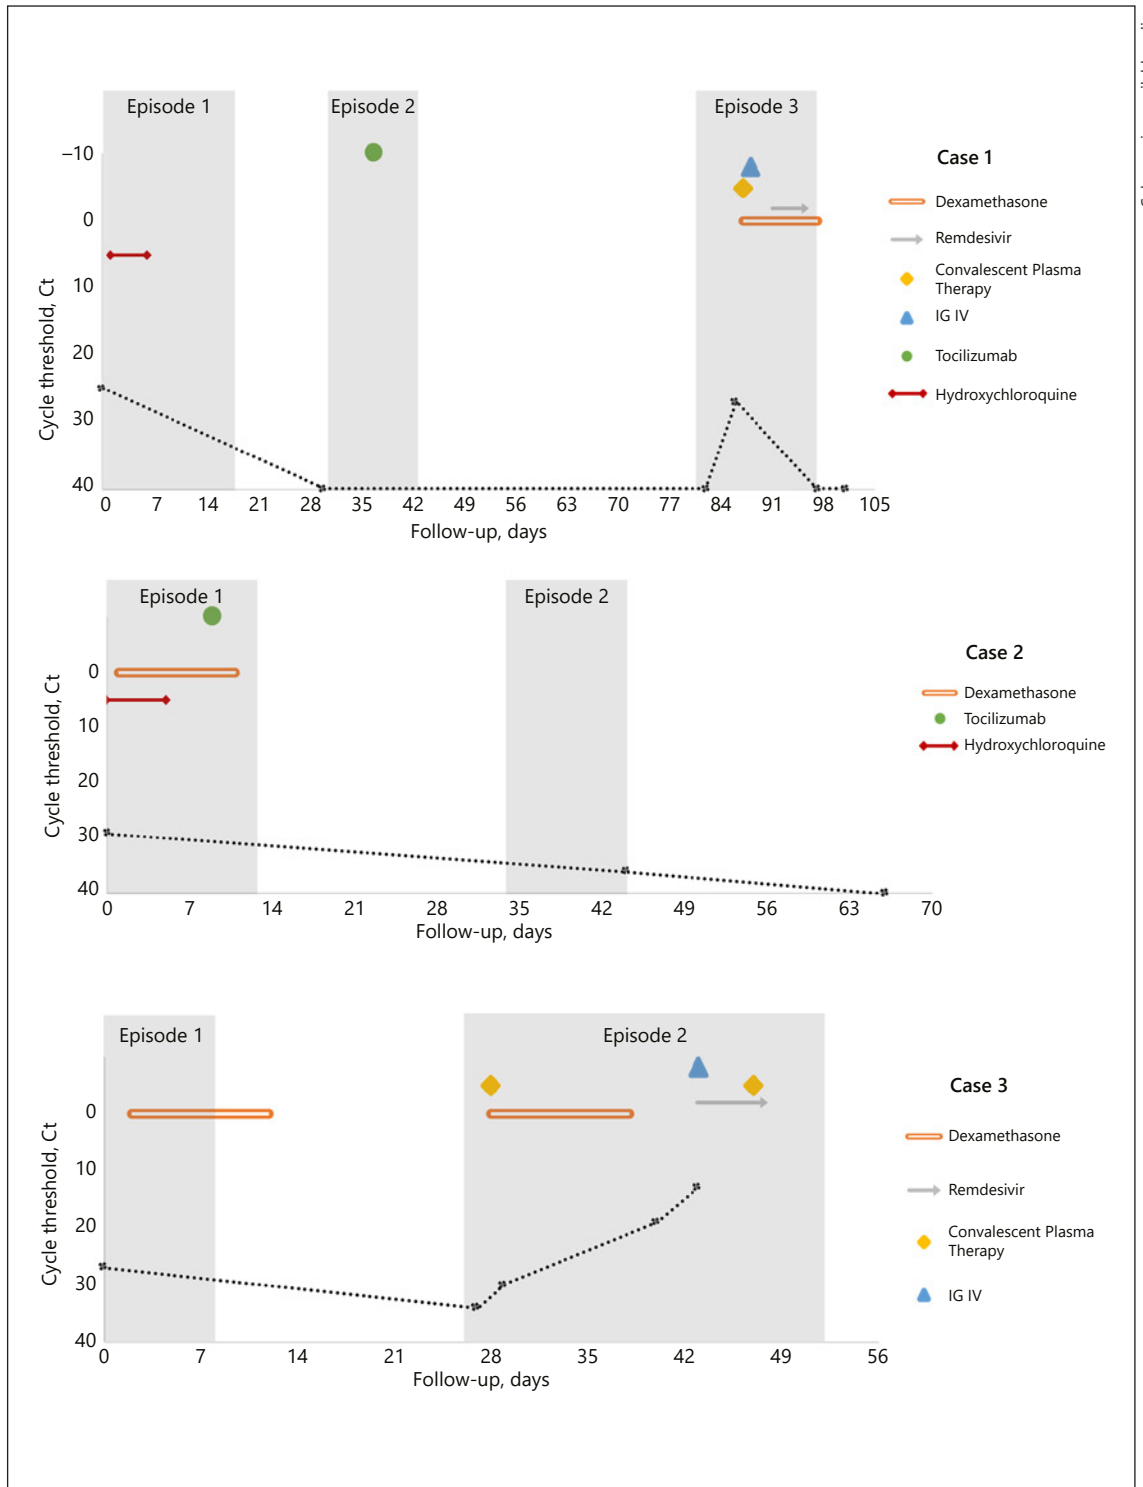 Episode 1
Episode 2
Episode 3
Case 1
–10
0
10
20
30
40
Cycle threshold, Ct
0 7 14 21 28 35 42 49 56 63 70 77 84 91 98 105
Follow-up, days
Dexamethasone
Remdesivir
Convalescent Plasma
Therapy
IG IV
Tocilizumab
Hydroxychloroquine
Episode 1
Episode 2
Case 2
0
10
20
30
40
Cycle threshold, Ct
0 7 14 21 28 35 42 49 56 63 70
Follow-up, days
Dexamethasone
Tocilizumab
Hydroxychloroquine
Episode 1
Episode 2
Case 3
0
10
20
30
40
Cycle threshold, Ct
0 7 14 21 28 35 42 49 56
Follow-up, days
Dexamethasone
Remdesivir
Convalescent Plasma
Therapy
IG IV